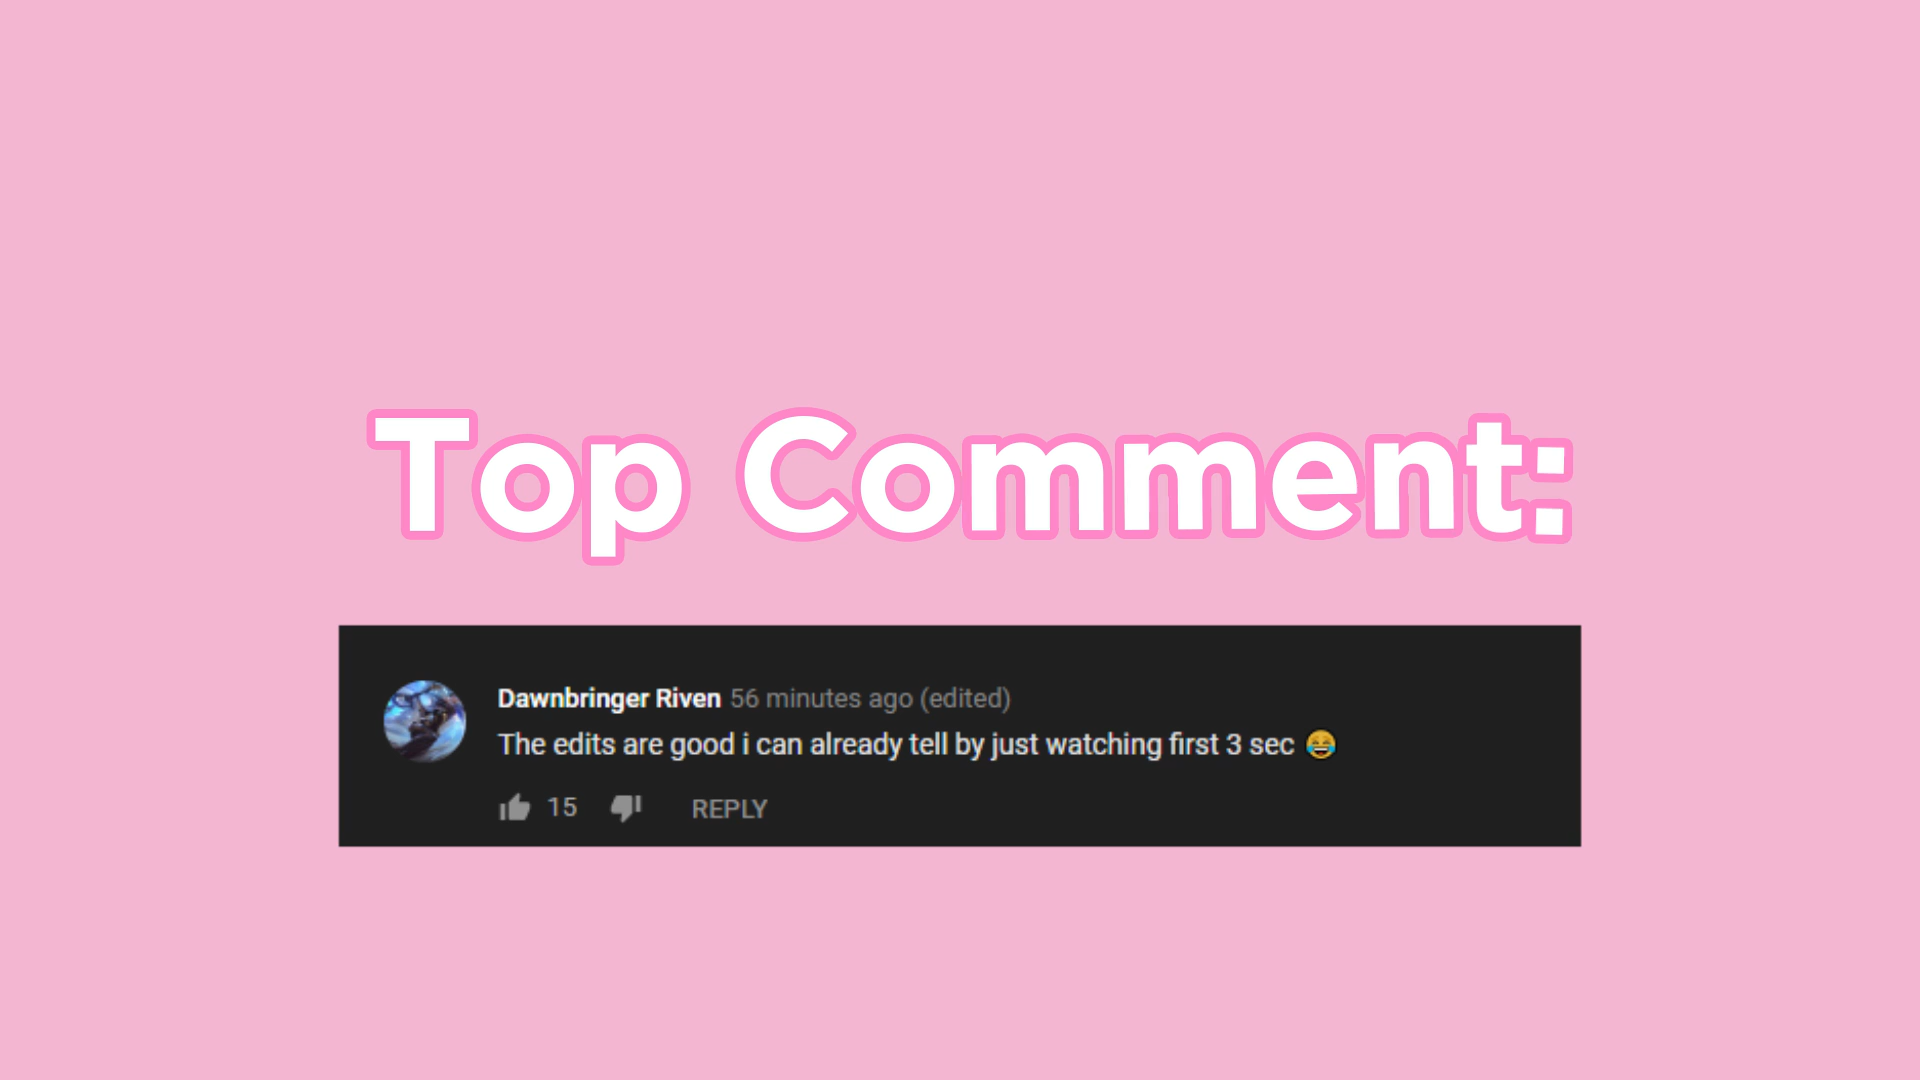 Top Comment:
Dawnbringer Riven 56 minutes ago (edited)
The edits are good i can already tell by just watching first 3 sec 😂
15 REPLY